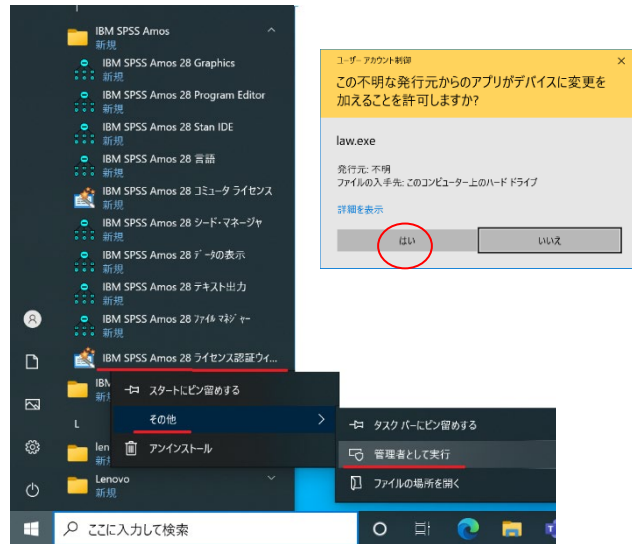 IBM SPSS Amos
新規
IBM SPSS Amos 28 Graphics
新規
IBM SPSS Amos 28 Program Editor
新規
IBM SPSS Amos 28 Stan IDE
新規
IBM SPSS Amos 28 言語
新規
IBM SPSS Amos 28 コミュータ ライセンス
新規
IBM SPSS Amos 28 シード・マネージャ
新規
IBM SPSS Amos 28 データの表示
新規
IBM SPSS Amos 28 テキスト出力
新規
IBM SPSS Amos 28 ファイル マネジャー
新規
IBM SPSS Amos 28 ライセンス認証ウィ...
IBM
新規
スタートにピン留めする
その他
アンインストール
L
len
新
Lenovo
新規
タスク バーにピン留めする
管理者として実行
ファイルの場所を開く
ここに入力して検索
ユーザー アカウント制御
この不明な発行元からのアプリがデバイスに変更を
加えることを許可しますか?
law.exe
発行元: 不明
ファイルの入手先: このコンピューター上のハード ドライブ
詳細を表示
はい
いいえ